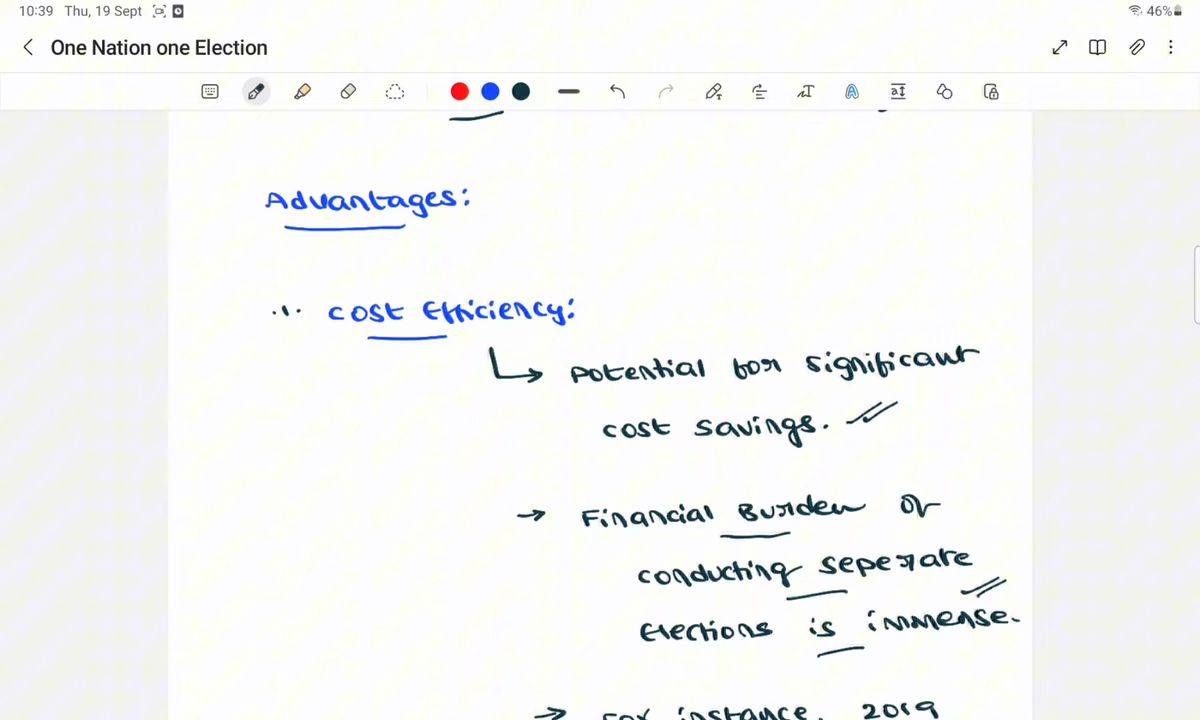 10:39 Thu, 19 Sept 46%
One Nation one Election
Advantages:
1. Cost Efficiency:
Potential for significant
cost savings.
→ Financial Burden of
conducting seperate
Elections is immense.
→ For instance, 2019